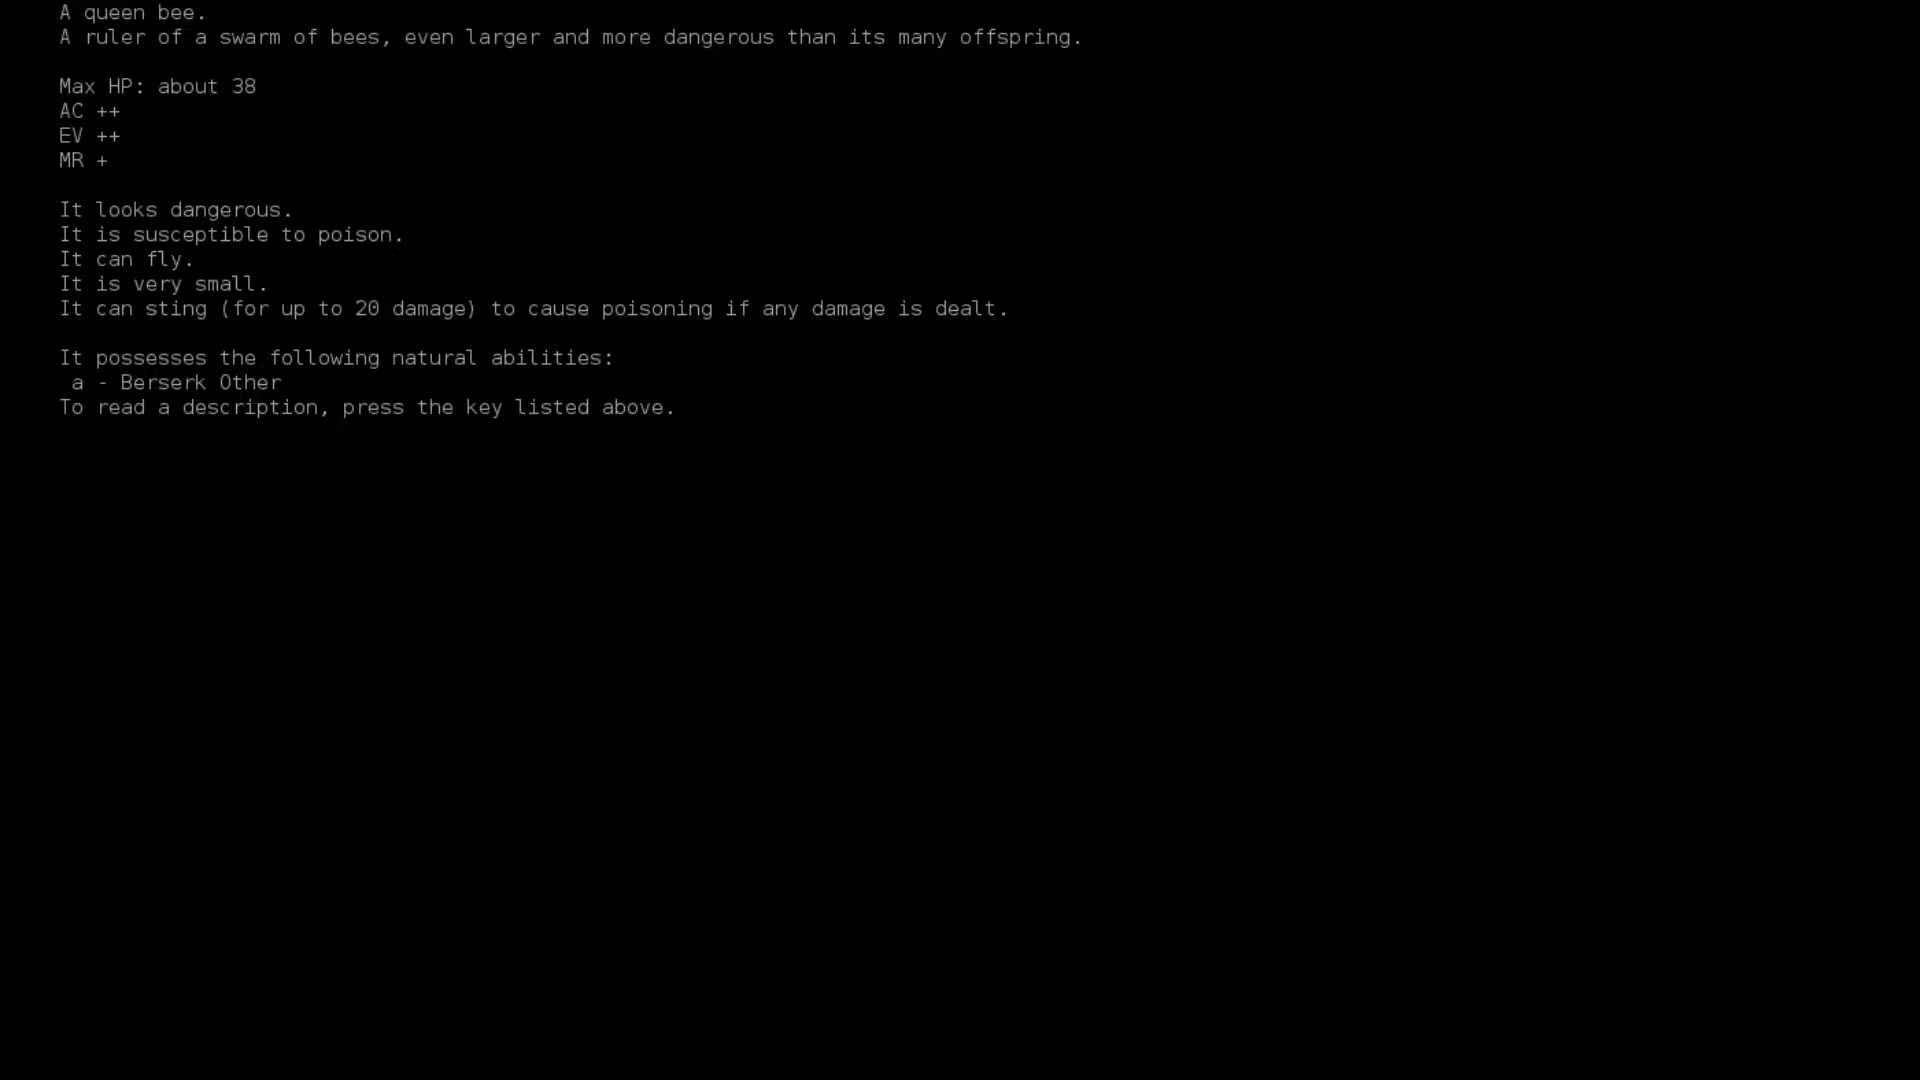 A queen bee.
A ruler of a swarm of bees, even larger and more dangerous than its many offspring.
Max HP: about 38
AC ++
EV ++
MR +
It looks dangerous.
It is susceptible to poison.
It can fly.
It is very small.
It can sting (for up to 20 damage) to cause poisoning if any damage is dealt.
It possesses the following natural abilities:
a - Berserk Other
To read a description, press the key listed above.